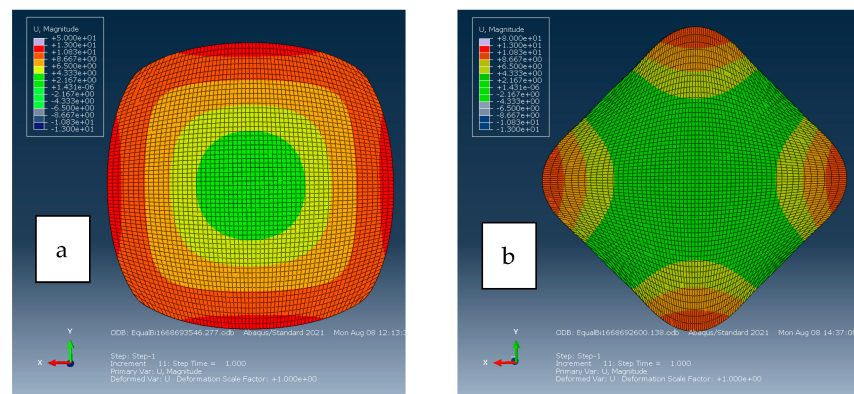 U, Magnitude
+5.000e+01
+1.300e+01
+1.083e+01
+8.667e+00
+6.500e+00
+4.333e+00
+2.167e+00
+1.431e-06
-2.167e+00
-4.333e+00
-6.500e+00
-8.667e+00
-1.083e+01
-1.300e+01
a
Y
X
ODB: EqualBi1668693546.277.odb Abaqus/Standard 2021 Mon Aug 08 12:13:3
Step: Step-1
Increment 11: Step Time = 1.000
Primary Var: U, Magnitude
Deformed Var: U Deformation Scale Factor: +1.000e+00
U, Magnitude
+8.000e+01
+1.300e+01
+1.083e+01
+8.667e+00
+6.500e+00
+4.333e+00
+2.167e+00
+1.431e-06
-2.167e+00
-4.333e+00
-6.500e+00
-8.667e+00
-1.083e+01
-1.300e+01
b
Y
X
ODB: EqualBi1668692600.138.odb Abaqus/Standard 2021 Mon Aug 08 14:37:0
Step: Step-1
Increment 11: Step Time = 1.000
Primary Var: U, Magnitude
Deformed Var: U Deformation Scale Factor: +1.000e+00